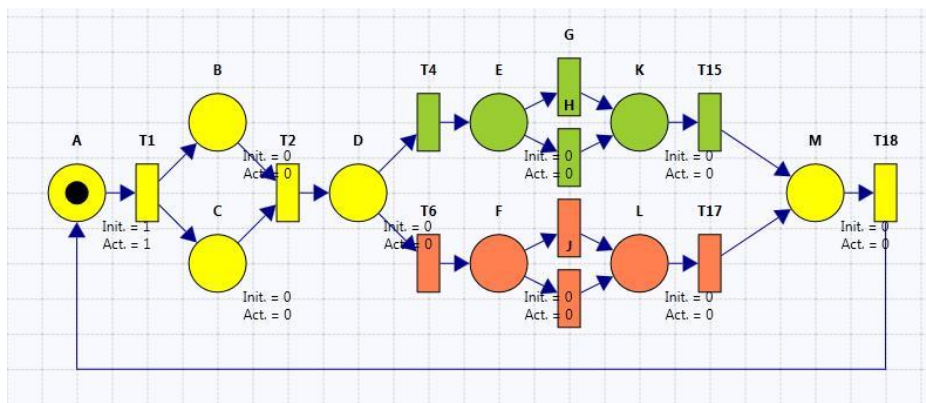 G
B
T4
E
K
T15
H
A
T1
T2
D
M
T18
Init. = 0
Act. = 0
Init. = 0
Act. = 0
Init. = 0
Act. = 0
C
T6
F
L
T17
Init. = 1
Act. = 1
Init. = 0
Act. = 0
Init. = 0
Act. = 0
J
Init. = 0
Act. = 0
Init. = 0
Act. = 0
Init. = 0
Act. = 0